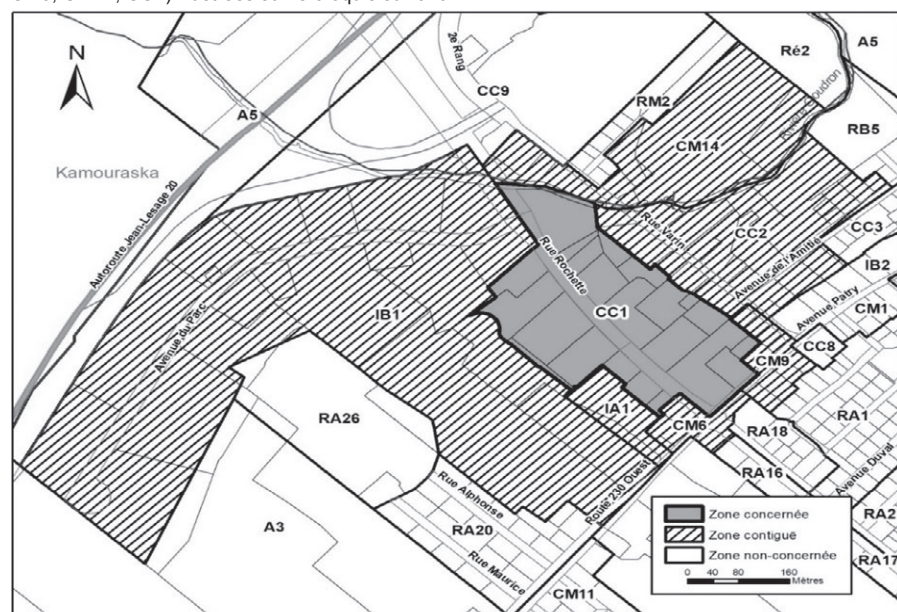 N
A5
Kamouraska
Autoroute Jean-Lesage 20
2e Rang
CC9
RM2
Ré2
A5
RB5
CM14
Rue Varin
CC2
Avenue de l'Amitié
CC3
IB2
Avenue Patry
CM1
Rue Rochette
CC1
CM9
CC8
IB1
Avenue du Parc
RA26
IA1
CM6
RA18
RA1
RA16
Avenue Duval
RA2
RA17
Route 230 Ouest
Rue Alphonse
RA20
Rue Maurice
A3
CM11
Zone concernée
Zone contiguë
Zone non-concernée
0 40 80 160
Mètres